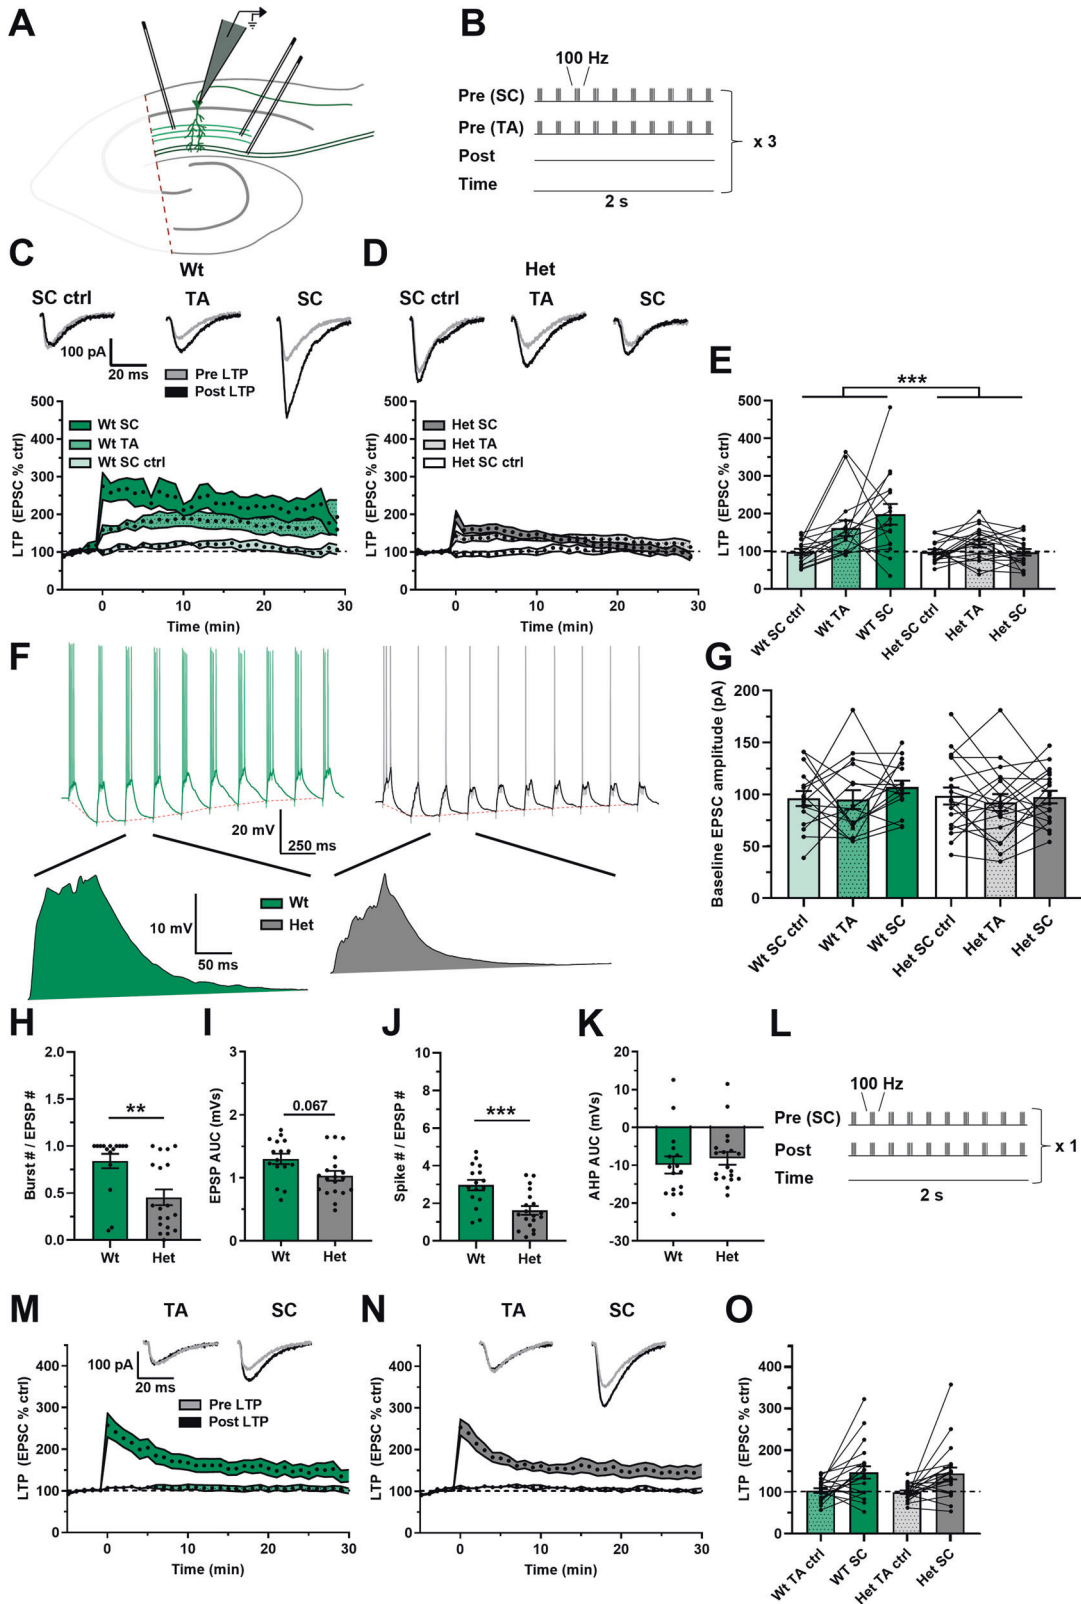 A
B
100 Hz
Pre (SC)
Pre (TA)
Post
Time
2 s
x 3
C
Wt
SC ctrl
TA
SC
100 pA
20 ms
Pre LTP
Post LTP
500
400
300
200
100
0
LTP (EPSC % ctrl)
Wt SC
Wt TA
Wt SC ctrl
0
10
20
30
Time (min)
D
Het
SC ctrl
TA
SC
500
400
300
200
100
0
LTP (EPSC % ctrl)
Het SC
Het TA
Het SC ctrl
0
10
20
30
Time (min)
E
***
500
400
300
200
100
0
LTP (EPSC % ctrl)
Wt SC ctrl
Wt TA
WT SC
Het SC ctrl
Het TA
Het SC
F
20 mV
250 ms
10 mV
50 ms
Wt
Het
G
200
150
100
50
0
Baseline EPSC amplitude (pA)
Wt SC ctrl
Wt TA
Wt SC
Het SC ctrl
Het TA
Het SC
H
2.0
1.5
1.0
0.5
0.0
Burst # / EPSP #
**
Wt
Het
I
3
2
1
0
EPSP AUC (mVs)
0.067
Wt
Het
J
10
8
6
4
2
0
Spike # / EPSP #
***
Wt
Het
K
20
10
0
-10
-20
-30
AHP AUC (mVs)
Wt
Het
L
100 Hz
Pre (SC)
Post
Time
2 s
x 1
M
TA
SC
100 pA
20 ms
Pre LTP
Post LTP
400
300
200
100
0
LTP (EPSC % ctrl)
0
10
20
30
Time (min)
N
TA
SC
400
300
200
100
0
LTP (EPSC % ctrl)
0
10
20
30
Time (min)
O
400
300
200
100
0
LTP (EPSC % ctrl)
Wt TA ctrl
WT SC
Het TA ctrl
Het SC